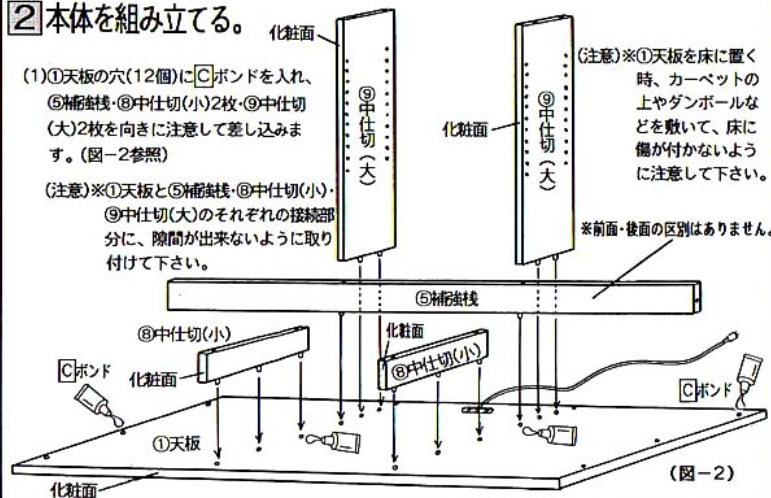 2 本体を組み立てる。
(1)①天板の穴(12個)にCボンドを入れ、
⑤補強桟・⑧中仕切(小)2枚・⑨中仕切
(大)2枚を向きに注意して差し込みま
す。(図-2参照)
(注意)※①天板と⑤補強桟・⑧中仕切(小)・
⑨中仕切(大)のそれぞれの接続部
分に、隙間が出来ないように取り
付けて下さい。
化粧面
⑨中仕切(大)
化粧面
⑨中仕切(大)
(注意)※①天板を床に置く
時、カーペットの
上やダンボールな
どを敷いて、床に
傷が付かないよう
に注意して下さい。
※前面・後面の区別はありません。
⑤補強桟
⑧中仕切(小)
化粧面
化粧面
⑧中仕切(小)
Cボンド
Cボンド
①天板
化粧面
(図-2)